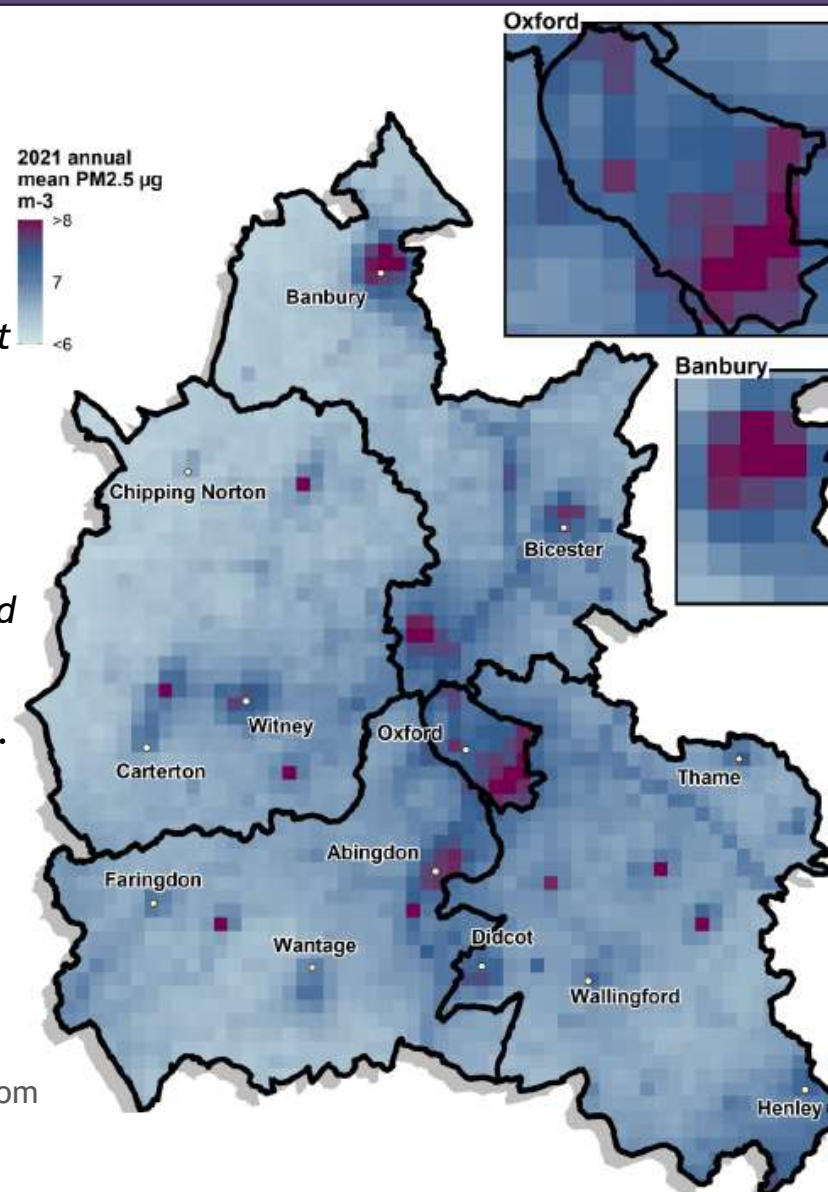 Oxford
2021 annual
mean PM2.5 µg
m-3
>8
7
<6
t
Banbury
Banbury
Chipping Norton
Bicester
d
Witney
.
Oxford
Carterton
Thame
Abingdon
Faringdon
Didcot
Wantage
Wallingford
om
Henley